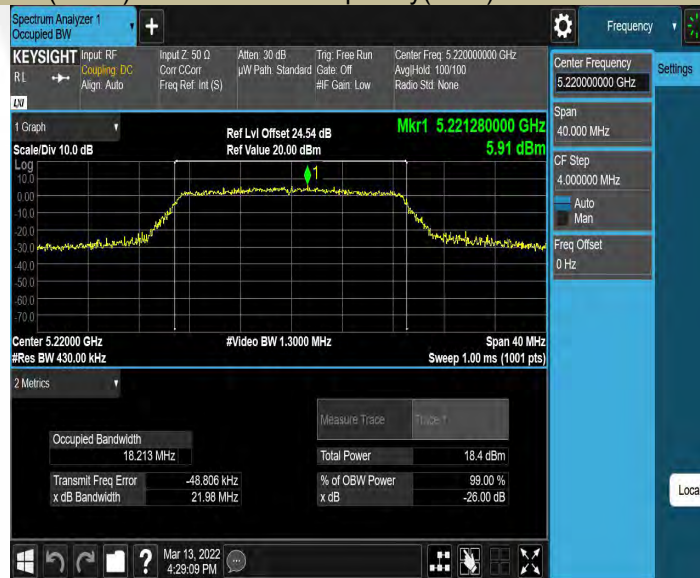 Spectrum Analyzer 1
Occupied BW
Frequency
KEYSIGHT
RL
LXI
Input: RF
Coupling: DC
Align: Auto
Input Z: 50 Ω
Corr CCorr
Freq Ref: Int (S)
Atten: 30 dB
µW Path: Standard
Trig: Free Run
Gate: Off
#IF Gain: Low
Center Freq: 5.220000000 GHz
Avg|Hold: 100/100
Radio Std: None
Center Frequency
5.220000000 GHz
Settings
Span
40.000 MHz
CF Step
4.000000 MHz
Auto
Man
Freq Offset
0 Hz
1 Graph
Scale/Div 10.0 dB
Ref Lvl Offset 24.54 dB
Ref Value 20.00 dBm
Mkr1 5.221280000 GHz
5.91 dBm
Log
10.0
0.00
-10.0
-20.0
-30.0
-40.0
-50.0
-60.0
-70.0
1
Center 5.22000 GHz
#Video BW 1.3000 MHz
Span 40 MHz
#Res BW 430.00 kHz
Sweep 1.00 ms (1001 pts)
2 Metrics
Measure Trace
Trace 1
Occupied Bandwidth
18.213 MHz
Total Power
18.4 dBm
Transmit Freq Error
-48.806 kHz
% of OBW Power
99.00 %
x dB Bandwidth
21.98 MHz
x dB
-26.00 dB
Loca
?
Mar 13, 2022
4:29:09 PM